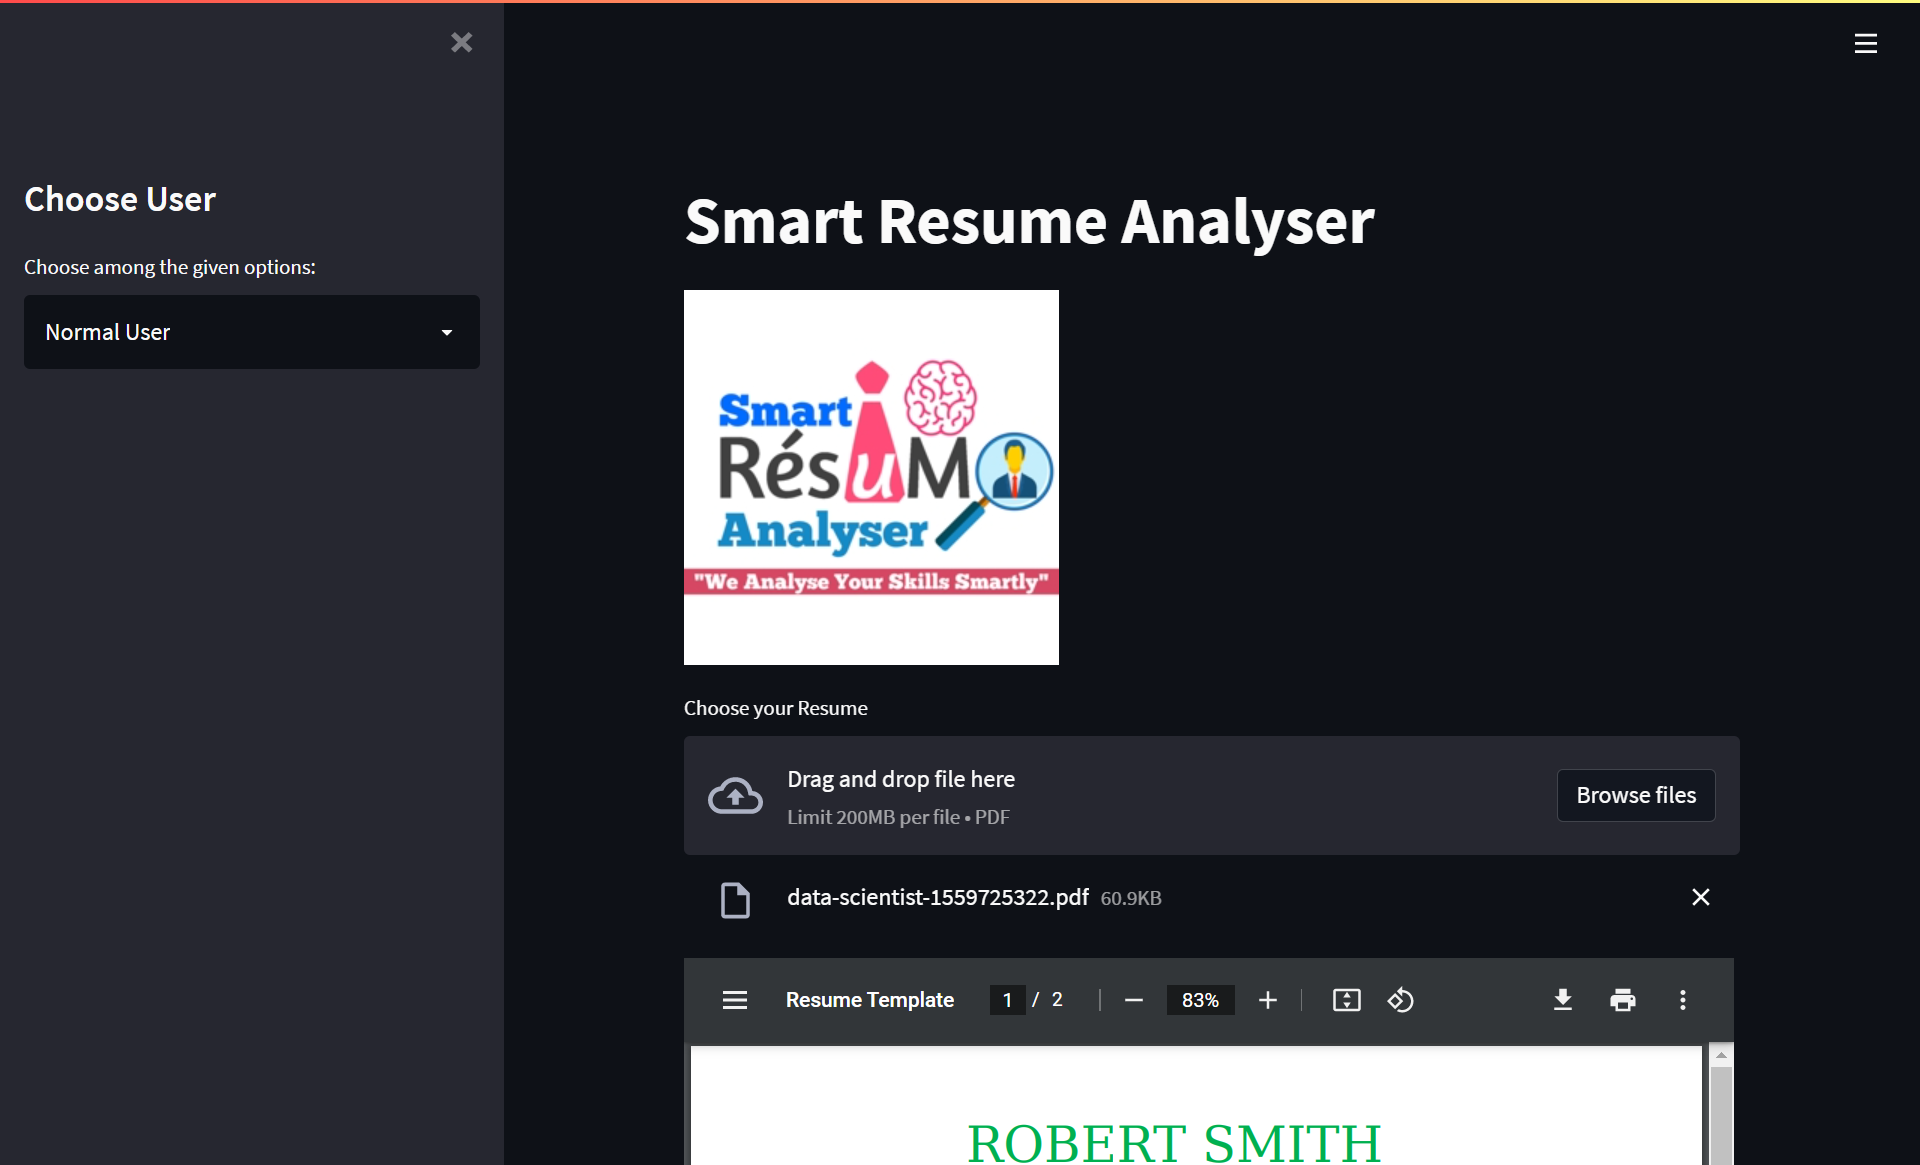 Choose User
Choose among the given options:
Normal User
Smart Resume Analyser
Smart
RésuM
Analyser
"We Analyse Your Skills Smartly"
Choose your Resume
Drag and drop file here
Limit 200MB per file • PDF
Browse files
data-scientist-1559725322.pdf 60.9KB
Resume Template 1 / 2 83%
ROBERT SMITH